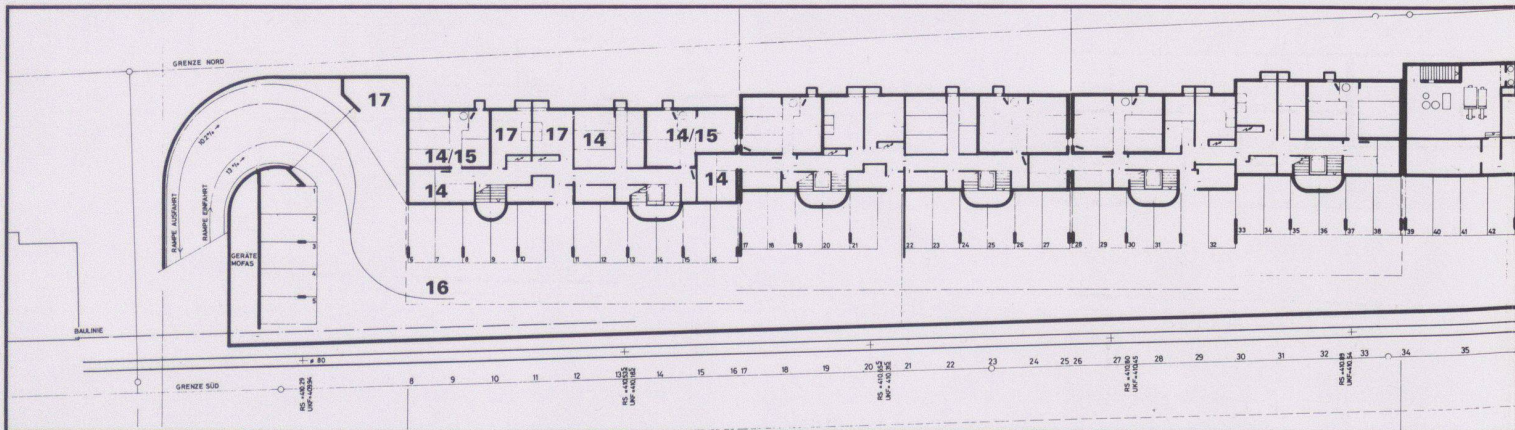 GRENZE NORD
17
10.2% →
13% →
RAMPE AUSFAHRT
RAMPE EINFAHRT
GERÄTE
MOFAS
1
2
3
4
5
14/15
17
17
14
14/15
14
14
6 7 8 9 10 11 12 13 14 15 16 17 18 19 20 21 22 23 24 25 26 27 28 29 30 31 32 33 34 35 36 37 38 39 40 41 42
16
BAULINIE
ø 80
GRENZE SÜD
8 9 10 11 12 13 14 15 16 17 18 19 20 21 22 23 24 25 26 27 28 29 30 31 32 33 34 35